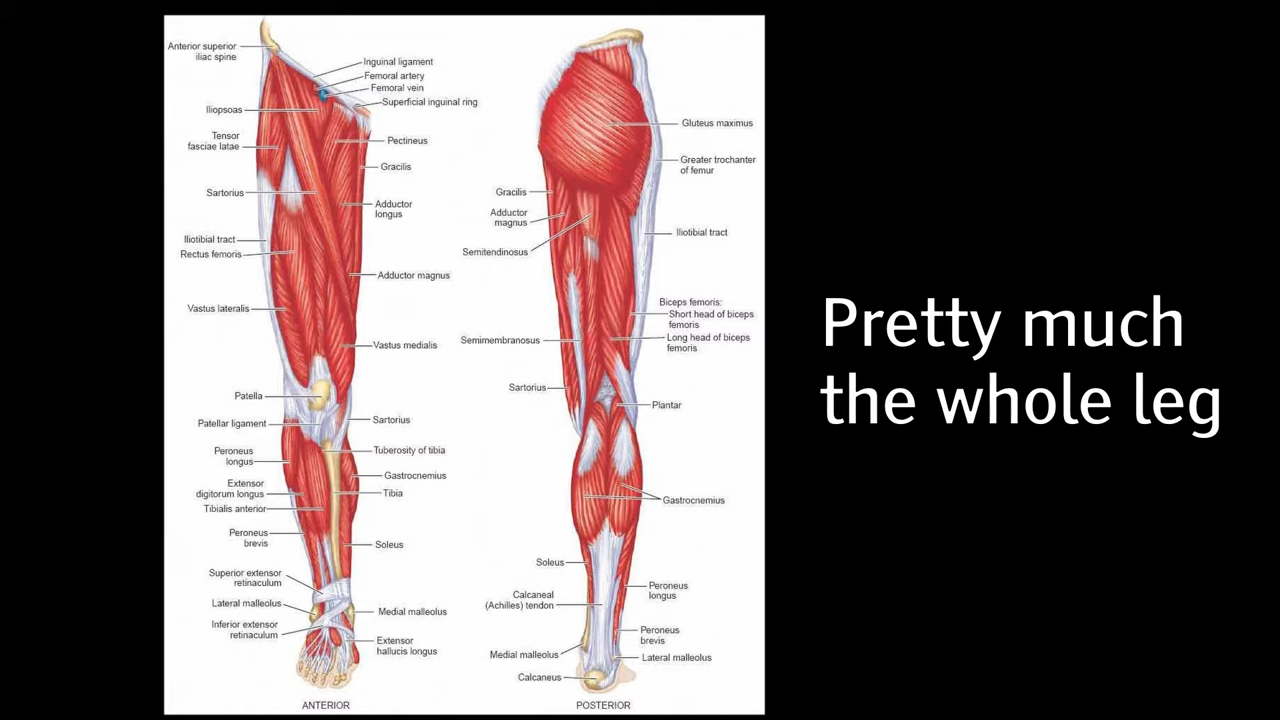 Anterior superior
iliac spine
Inguinal ligament
Femoral artery
Femoral vein
Superficial inguinal ring
Iliopsoas
Tensor
fasciae latae
Pectineus
Gracilis
Sartorius
Adductor
longus
Iliotibial tract
Rectus femoris
Adductor magnus
Vastus lateralis
Vastus medialis
Patella
Patellar ligament
Sartorius
Peroneus
longus
Tuberosity of tibia
Gastrocnemius
Extensor
digitorum longus
Tibia
Tibialis anterior
Peroneus
brevis
Soleus
Superior extensor
retinaculum
Lateral malleolus
Medial malleolus
Inferior extensor
retinaculum
Extensor
hallucis longus
ANTERIOR
Gluteus maximus
Greater trochanter
of femur
Gracilis
Adductor
magnus
Iliotibial tract
Semitendinosus
Biceps femoris:
Short head of biceps
femoris
Long head of biceps
femoris
Semimembranosus
Sartorius
Plantar
Gastrocnemius
Soleus
Peroneus
longus
Calcaneal
(Achilles) tendon
Peroneus
brevis
Medial malleolus
Lateral malleolus
Calcaneus
POSTERIOR
Pretty much
the whole leg